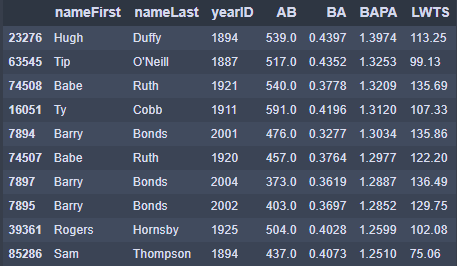 nameFirst nameLast yearID AB BA BAPA LWTS
23276 Hugh Duffy 1894 539.0 0.4397 1.3974 113.25
63545 Tip O'Neill 1887 517.0 0.4352 1.3253 99.13
74508 Babe Ruth 1921 540.0 0.3778 1.3209 135.69
16051 Ty Cobb 1911 591.0 0.4196 1.3120 107.33
7894 Barry Bonds 2001 476.0 0.3277 1.3034 135.86
74507 Babe Ruth 1920 457.0 0.3764 1.2977 122.20
7897 Barry Bonds 2004 373.0 0.3619 1.2887 136.49
7895 Barry Bonds 2002 403.0 0.3697 1.2852 129.75
39361 Rogers Hornsby 1925 504.0 0.4028 1.2599 102.08
85286 Sam Thompson 1894 437.0 0.4073 1.2510 75.06